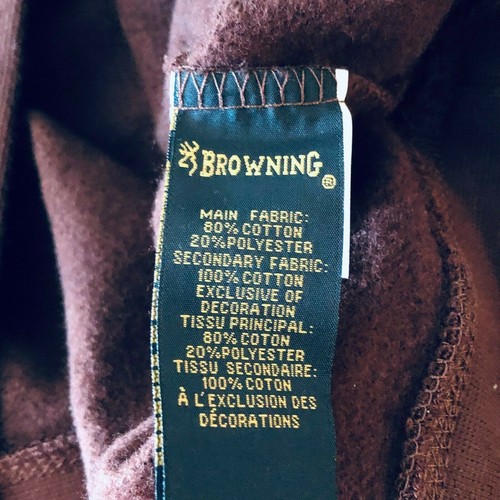 BROWNING®
MAIN FABRIC:
80% COTTON
20%POLYESTER
SECONDARY FABRIC:
100% COTTON
EXCLUSIVE OF
DECORATION
TISSU PRINCIPAL:
80% COTON
20%POLYESTER
TISSU SECONDAIRE:
100% COTON
À L'EXCLUSION DES
DÉCORATIONS